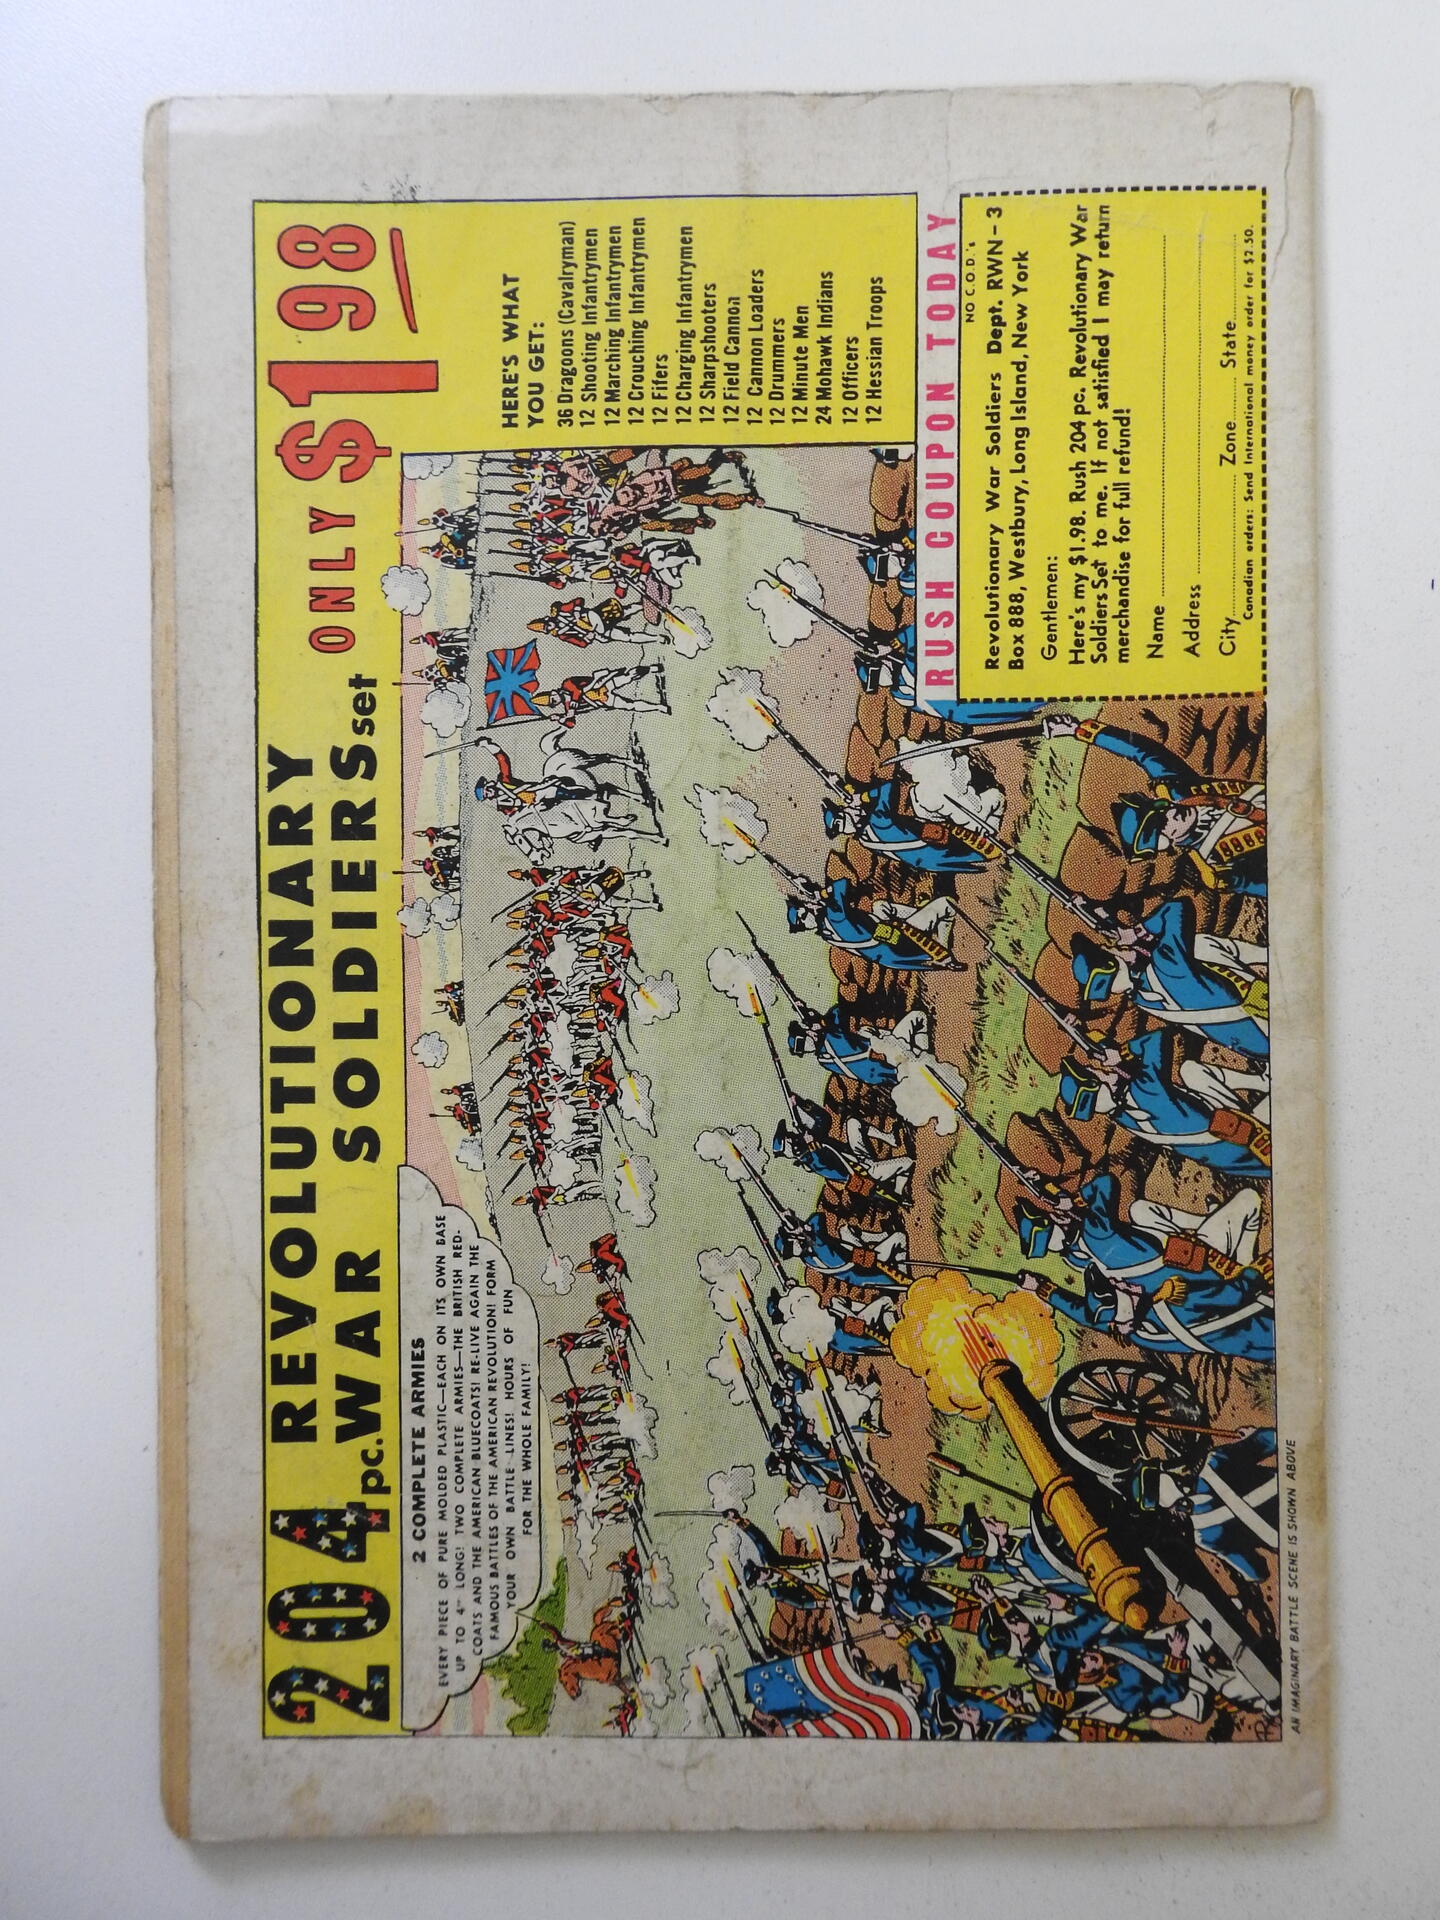 204 REVOLUTIONARY
pc. WAR SOLDIERS set ONLY $1 98
2 COMPLETE ARMIES
EVERY PIECE OF PURE MOLDED PLASTIC—EACH ON ITS OWN BASE
UP TO 4" LONG! TWO COMPLETE ARMIES—THE BRITISH RED-
COATS AND THE AMERICAN BLUECOATS! RE-LIVE AGAIN THE
FAMOUS BATTLES OF THE AMERICAN REVOLUTION! FORM
YOUR OWN BATTLE LINES! HOURS OF FUN
FOR THE WHOLE FAMILY!
HERE'S WHAT
YOU GET:
36 Dragoons (Cavalryman)
12 Shooting Infantrymen
12 Marching Infantrymen
12 Crouching Infantrymen
12 Fifers
12 Charging Infantrymen
12 Sharpshooters
12 Field Cannon
12 Cannon Loaders
12 Drummers
12 Minute Men
24 Mohawk Indians
12 Officers
12 Hessian Troops
RUSH COUPON TODAY
NO C.O.D.'s
Revolutionary War Soldiers Dept. RWN-3
Box 888, Westbury, Long Island, New York
Gentlemen:
Here's my $1.98. Rush 204 pc. Revolutionary War
Soldiers Set to me. If not satisfied I may return
merchandise for full refund!
Name
Address
City Zone State
Canadian orders: Send International money order for $2.50.
AN IMAGINARY BATTLE SCENE IS SHOWN ABOVE